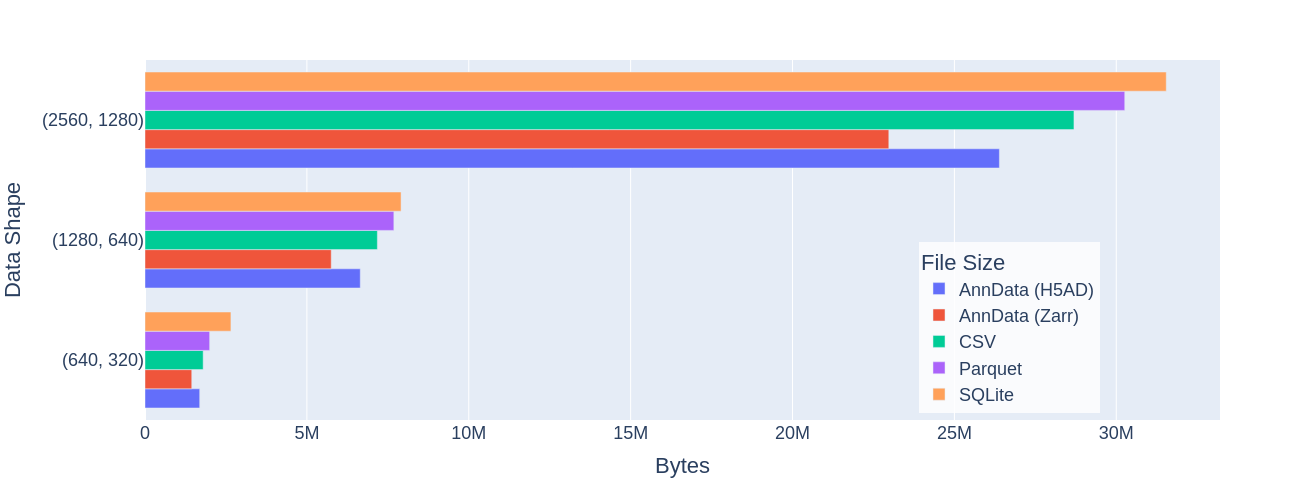 Data Shape
(2560, 1280)
(1280, 640)
(640, 320)
0
5M
10M
15M
20M
25M
30M
Bytes
File Size
AnnData (H5AD)
AnnData (Zarr)
CSV
Parquet
SQLite